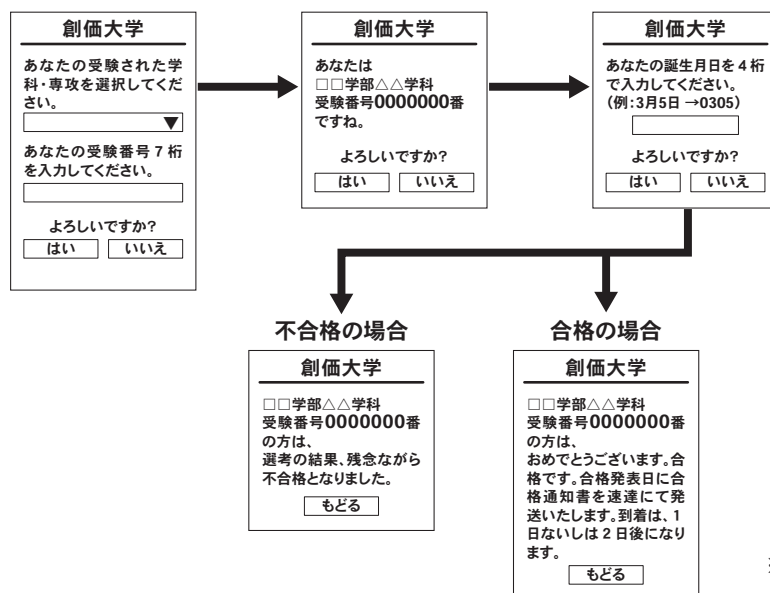 創価大学
あなたの受験された学
科・専攻を選択してくだ
さい。
▼
あなたの受験番号7桁
を入力してください。
よろしいですか?
はい いいえ
創価大学
あなたは
□□学部△△学科
受験番号0000000番
ですね。
よろしいですか?
はい いいえ
創価大学
あなたの誕生月日を4桁
で入力してください。
(例:3月5日→0305)
よろしいですか?
はい いいえ
不合格の場合
創価大学
□□学部△△学科
受験番号0000000番
の方は、
選考の結果、残念ながら
不合格となりました。
もどる
合格の場合
創価大学
□□学部△△学科
受験番号0000000番
の方は、
おめでとうございます。合
格です。合格発表日に合
格通知書を速達にて発
送いたします。到着は、1
日ないしは2日後になり
ます。
もどる